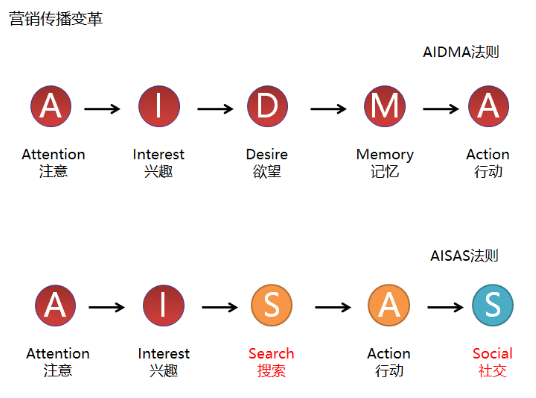 营销传播变革
AIDMA法则
A I D M A
Attention Interest Desire Memory Action
注意 兴趣 欲望 记忆 行动
AISAS法则
A I S A S
Attention Interest Search Action Social
注意 兴趣 搜索 行动 社交